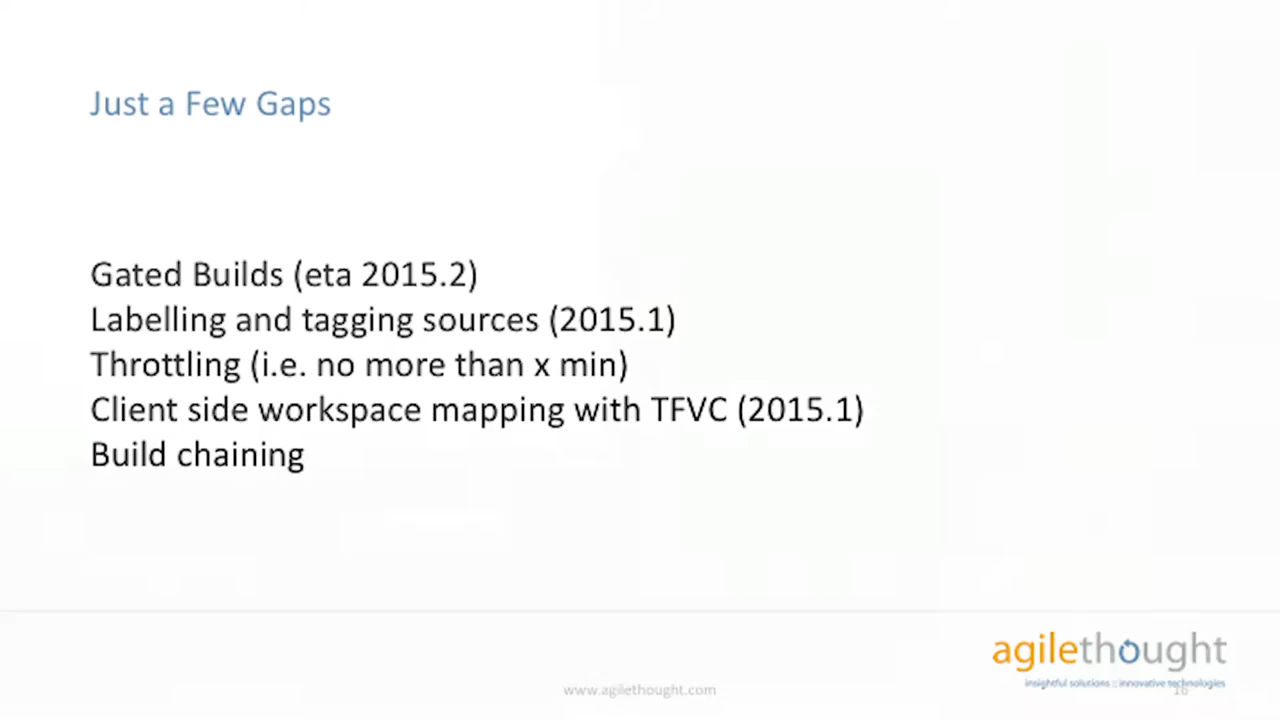 Just a Few Gaps
Gated Builds (eta 2015.2)
Labelling and tagging sources (2015.1)
Throttling (i.e. no more than x min)
Client side workspace mapping with TFVC (2015.1)
Build chaining
agilethought
insightful solutions :: innovative technologies
www.agilethought.com
16